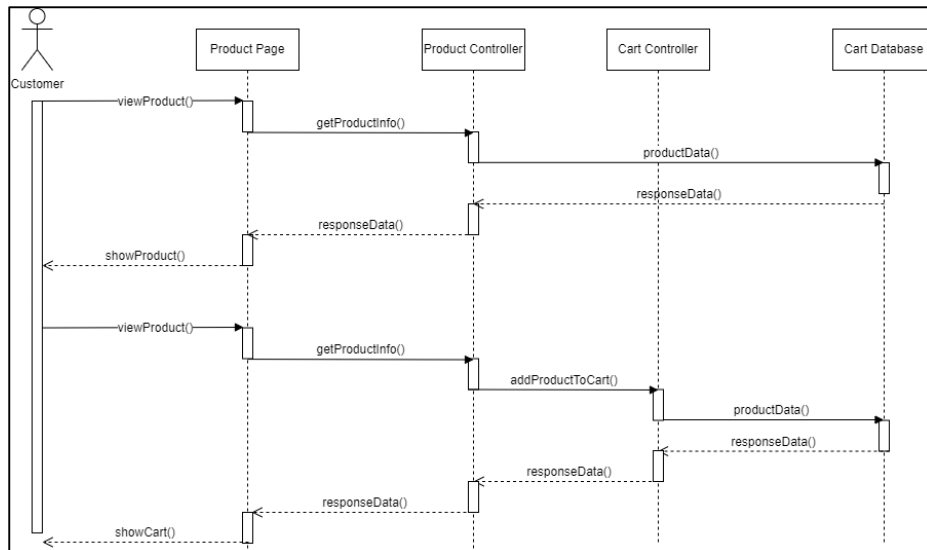 Product Page
Product Controller
Cart Controller
Cart Database
Customer
viewProduct()
getProductInfo()
productData()
responseData()
responseData()
showProduct()
viewProduct()
getProductInfo()
addProductToCart()
productData()
responseData()
responseData()
responseData()
showCart()